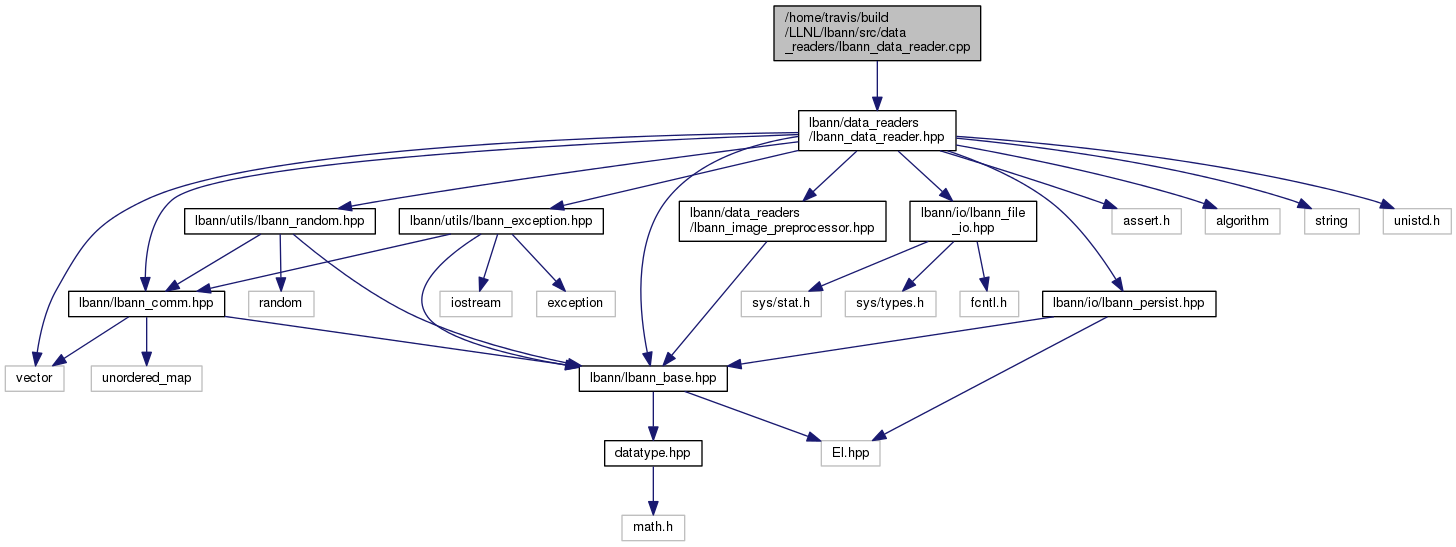 /home/travis/build
/LLNL/lbann/src/data
_readers/lbann_data_reader.cpp
lbann/data_readers
/lbann_data_reader.hpp
lbann/utils/lbann_random.hpp
lbann/utils/lbann_exception.hpp
lbann/data_readers
/lbann_image_preprocessor.hpp
lbann/io/lbann_file
_io.hpp
assert.h
algorithm
string
unistd.h
lbann/lbann_comm.hpp
random
iostream
exception
sys/stat.h
sys/types.h
fcntl.h
lbann/io/lbann_persist.hpp
vector
unordered_map
lbann/lbann_base.hpp
datatype.hpp
El.hpp
math.h